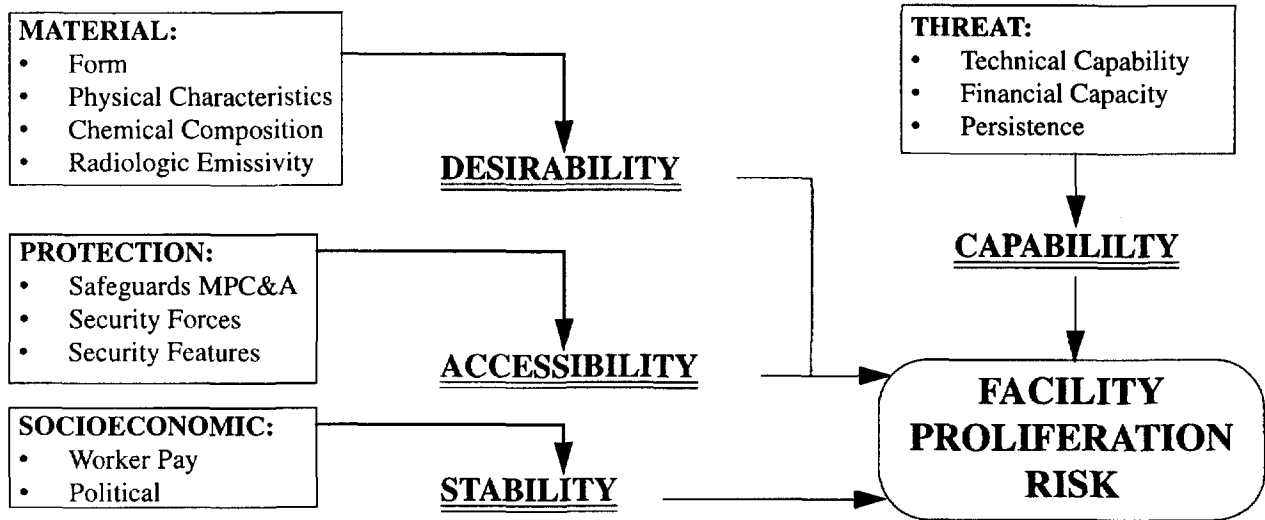 MATERIAL:
• Form
• Physical Characteristics
• Chemical Composition
• Radiologic Emissivity
DESIRABILITY
PROTECTION:
• Safeguards MPC&A
• Security Forces
• Security Features
ACCESSIBILITY
SOCIOECONOMIC:
• Worker Pay
• Political
STABILITY
THREAT:
• Technical Capability
• Financial Capacity
• Persistence
CAPABILILTY
FACILITY
PROLIFERATION
RISK